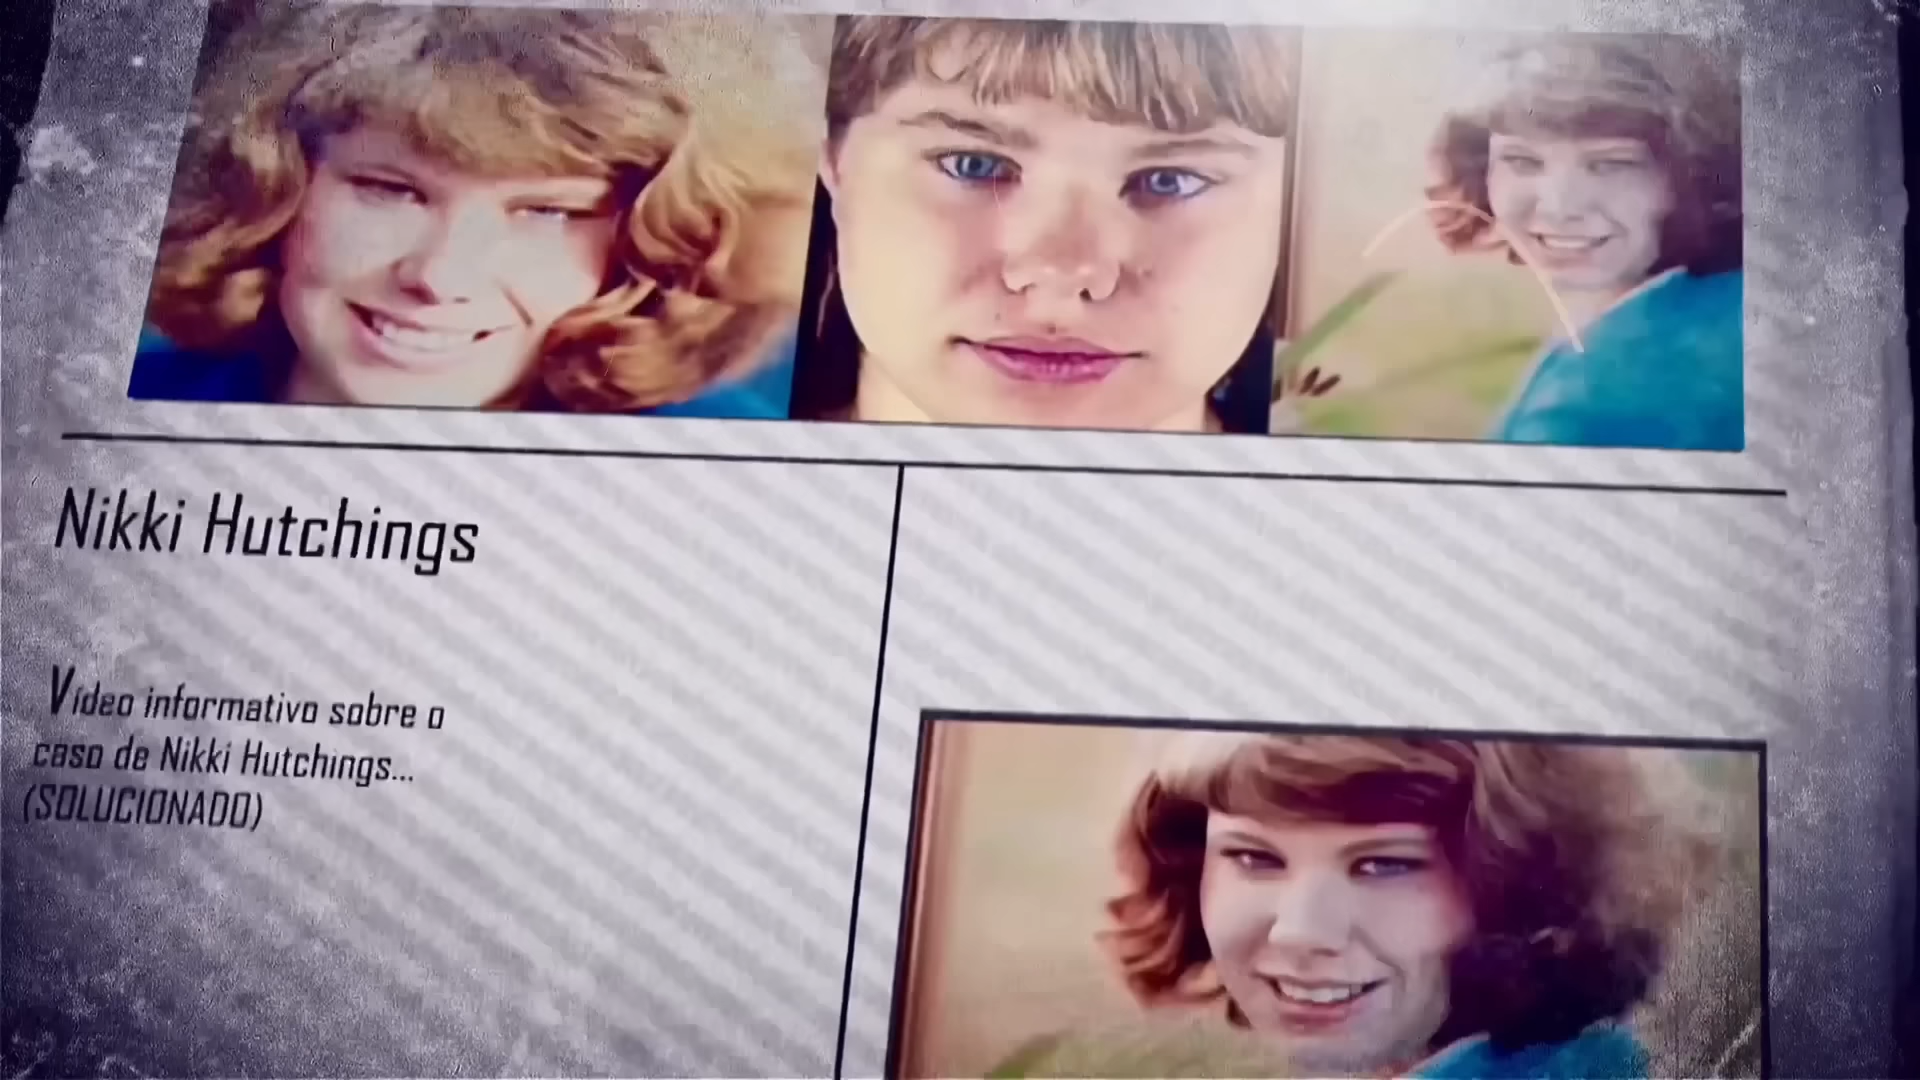 Nikki Hutchings
Vídeo informativo sobre o
caso de Nikki Hutchings...
(SOLUCIONADO)